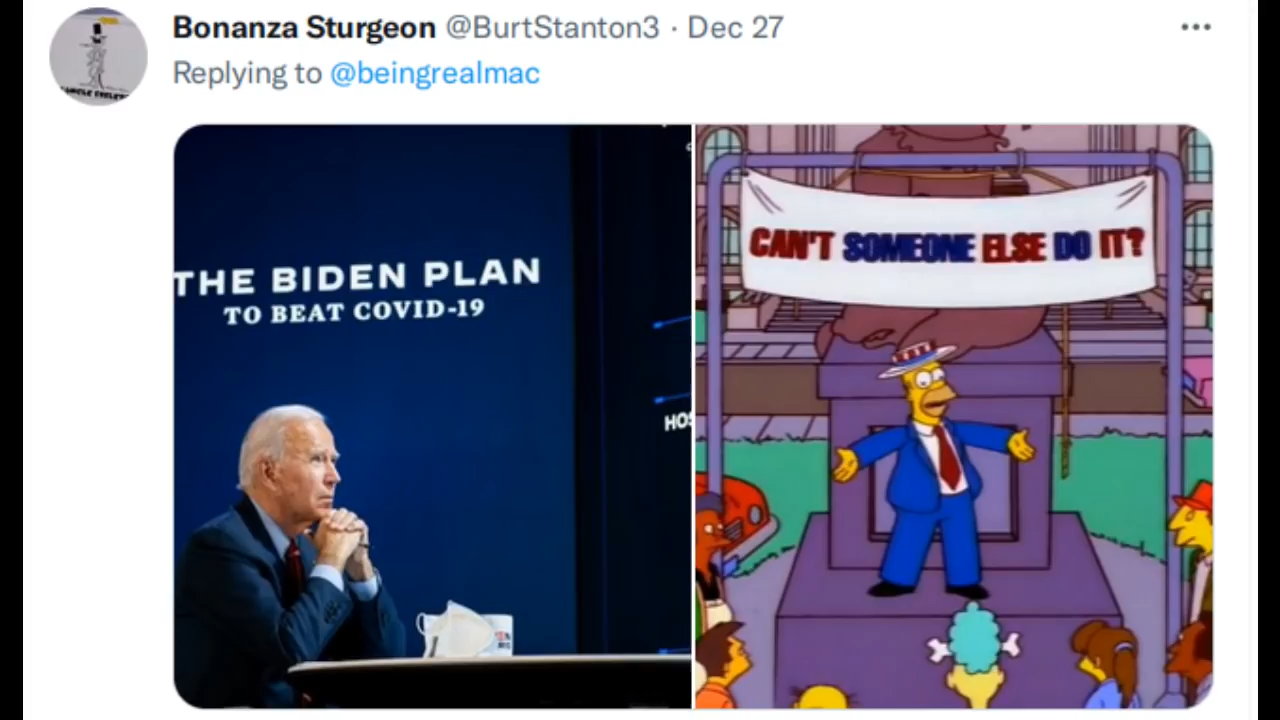 Bonanza Sturgeon @BurtStanton3 · Dec 27
Replying to @beingrealmac
THE BIDEN PLAN
TO BEAT COVID-19
HOS
CAN'T SOMEONE ELSE DO IT?